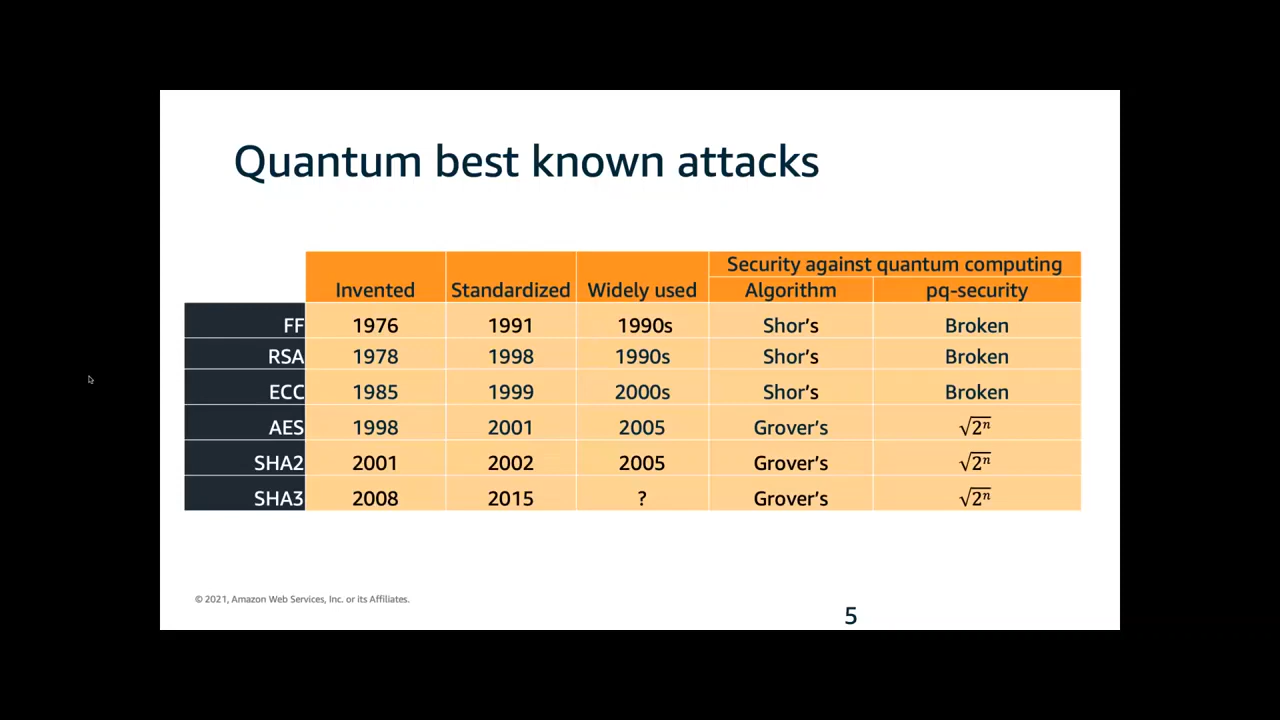 Quantum best known attacks
Security against quantum computing
Invented Standardized Widely used Algorithm pq-security
FF 1976 1991 1990s Shor's Broken
RSA 1978 1998 1990s Shor's Broken
ECC 1985 1999 2000s Shor's Broken
AES 1998 2001 2005 Grover's √2ⁿ
SHA2 2001 2002 2005 Grover's √2ⁿ
SHA3 2008 2015 ? Grover's √2ⁿ
© 2021, Amazon Web Services, Inc. or its Affiliates.
5